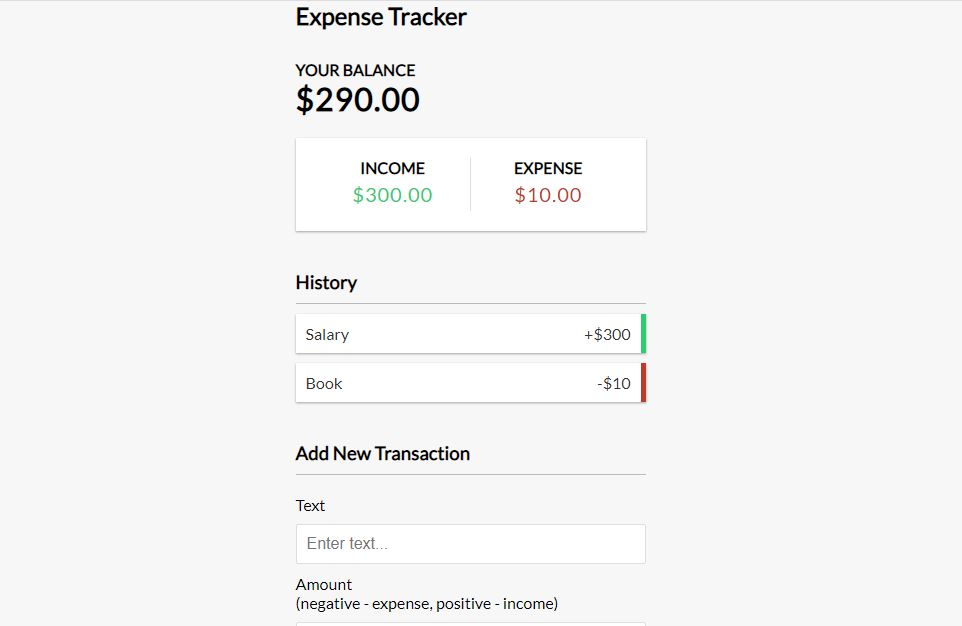 Expense Tracker
YOUR BALANCE
$290.00
INCOME EXPENSE
$300.00 $10.00
History
Salary +$300
Book -$10
Add New Transaction
Text
Enter text...
Amount
(negative - expense, positive - income)